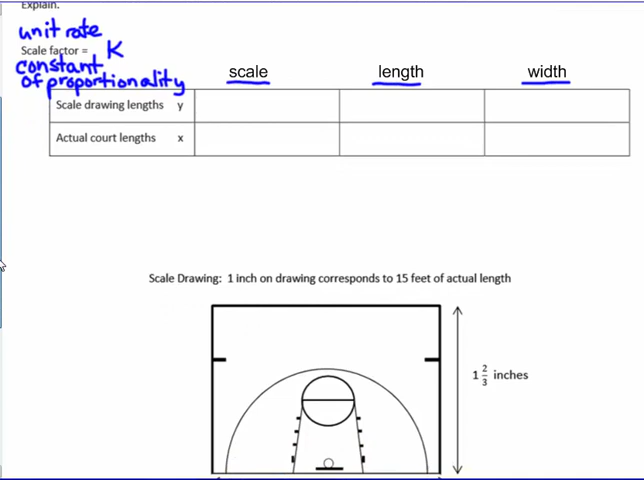 Explain.
unit rate
Scale factor = K
constant
of proportionality
scale length width
Scale drawing lengths y
Actual court lengths x
Scale Drawing: 1 inch on drawing corresponds to 15 feet of actual length
1 2/3 inches